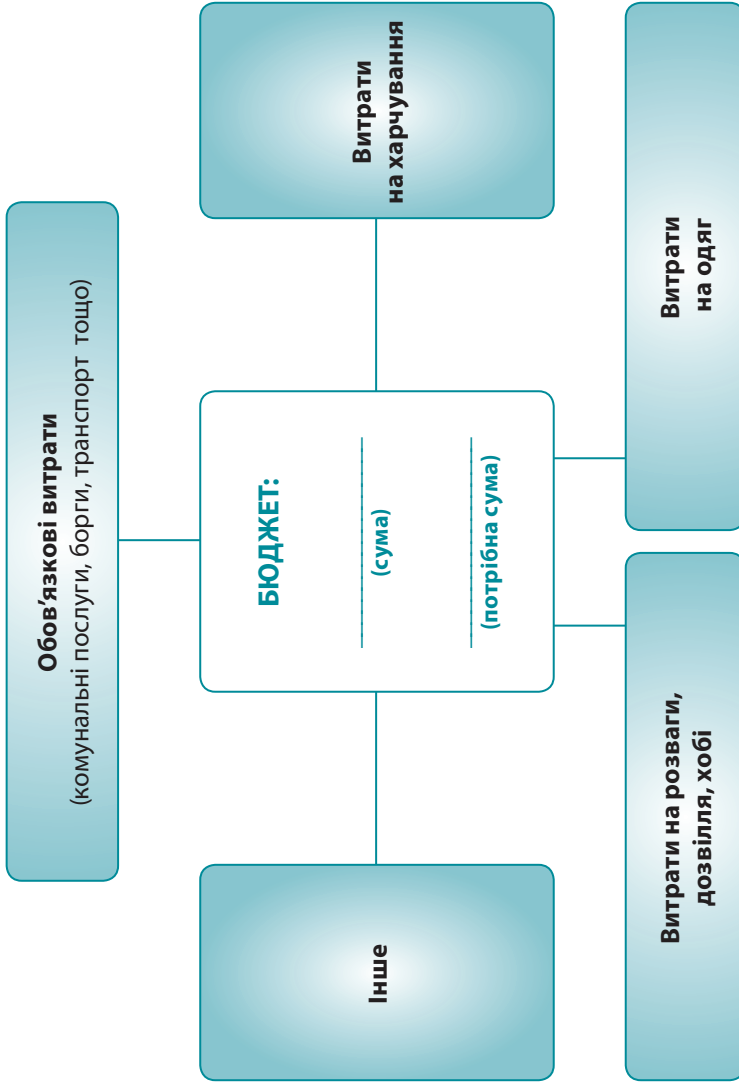 Обов’язкові витрати
(комунальні послуги, борги, транспорт тощо)
Інше
БЮДЖЕТ:
(сума)
(потрібна сума)
Витрати
на харчування
Витрати на розваги,
дозвілля, хобі
Витрати
на одяг